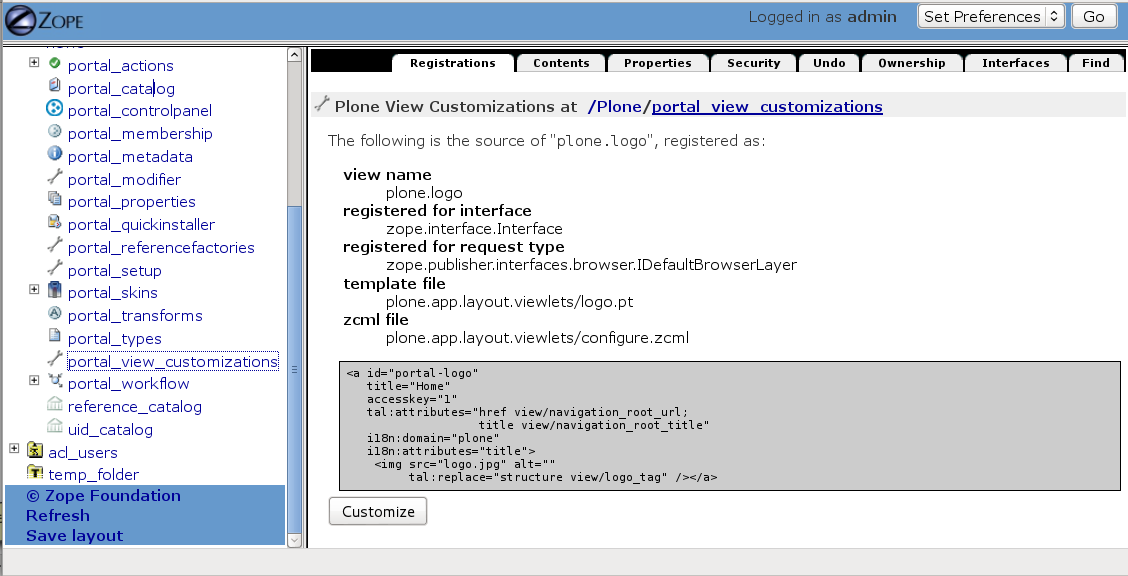 ZOPE
Logged in as admin
Set Preferences
Go
portal_actions
portal_catalog
portal_controlpanel
portal_membership
portal_metadata
portal_modifier
portal_properties
portal_quickinstaller
portal_referencefactories
portal_setup
portal_skins
portal_transforms
portal_types
portal_view_customizations
portal_workflow
reference_catalog
uid_catalog
acl_users
temp_folder
© Zope Foundation
Refresh
Save layout
Registrations Contents Properties Security Undo Ownership Interfaces Find
Plone View Customizations at /Plone/portal_view_customizations
The following is the source of "plone.logo", registered as:
view name
plone.logo
registered for interface
zope.interface.Interface
registered for request type
zope.publisher.interfaces.browser.IDefaultBrowserLayer
template file
plone.app.layout.viewlets/logo.pt
zcml file
plone.app.layout.viewlets/configure.zcml
<a id="portal-logo"
title="Home"
accesskey="1"
tal:attributes="href view/navigation_root_url;
title view/navigation_root_title"
i18n:domain="plone"
i18n:attributes="title">
<img src="logo.jpg" alt=""
tal:replace="structure view/logo_tag" /></a>
Customize